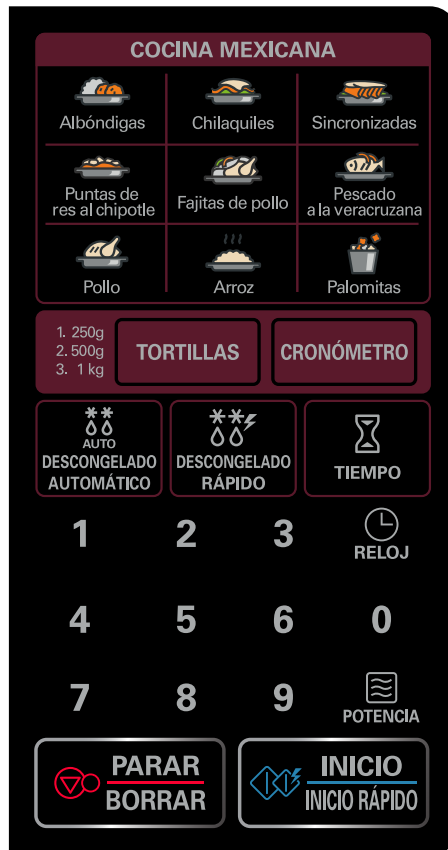 COCINA MEXICANA
Albóndigas
Chilaquiles
Sincronizadas
Puntas de
res al chipotle
Fajitas de pollo
Pescado
a la veracruzana
Pollo
Arroz
Palomitas
1. 250g
2. 500g
3. 1 kg
TORTILLAS
CRONÓMETRO
AUTO
DESCONGELADO
AUTOMÁTICO
DESCONGELADO
RÁPIDO
TIEMPO
1 2 3
RELOJ
4 5 6 0
7 8 9
POTENCIA
PARAR
BORRAR
INICIO
INICIO RÁPIDO